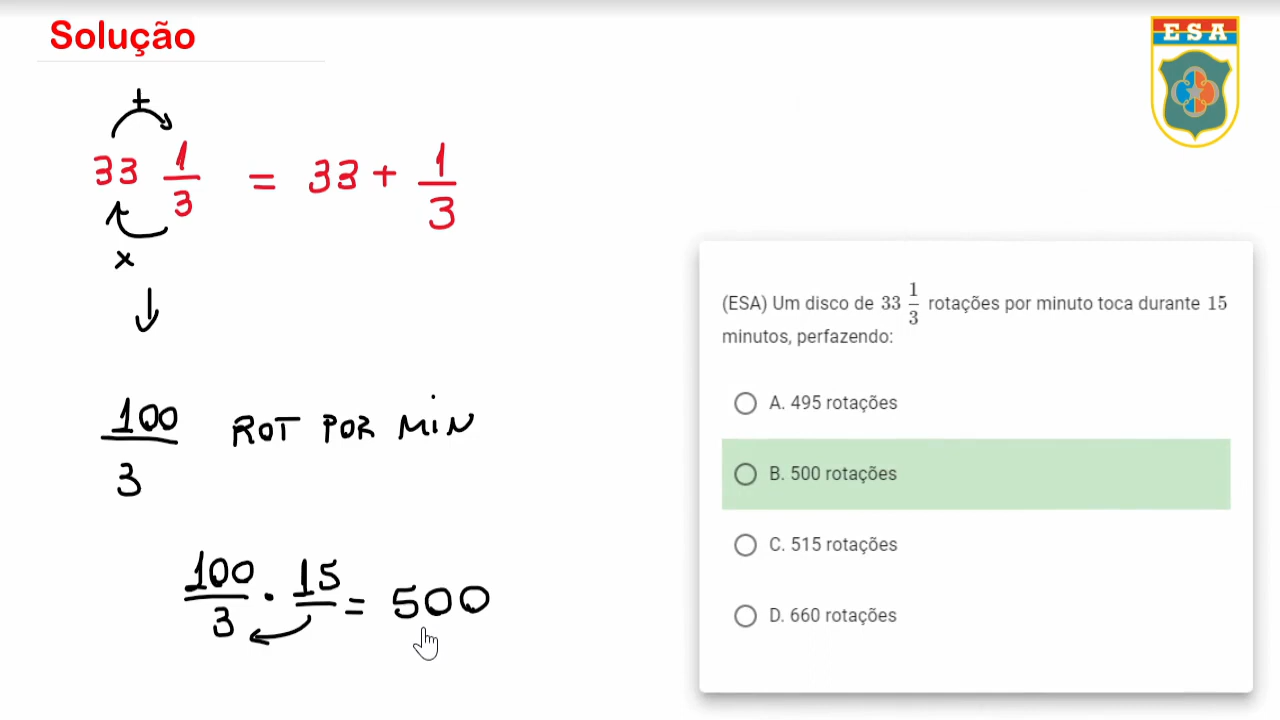 Solução
ESA
+
33 1/3 = 33 + 1/3
x
100/3 ROT POR MIN
100/3 . 15 = 500
(ESA) Um disco de 33 1/3 rotações por minuto toca durante 15
minutos, perfazendo:
A. 495 rotações
B. 500 rotações
C. 515 rotações
D. 660 rotações